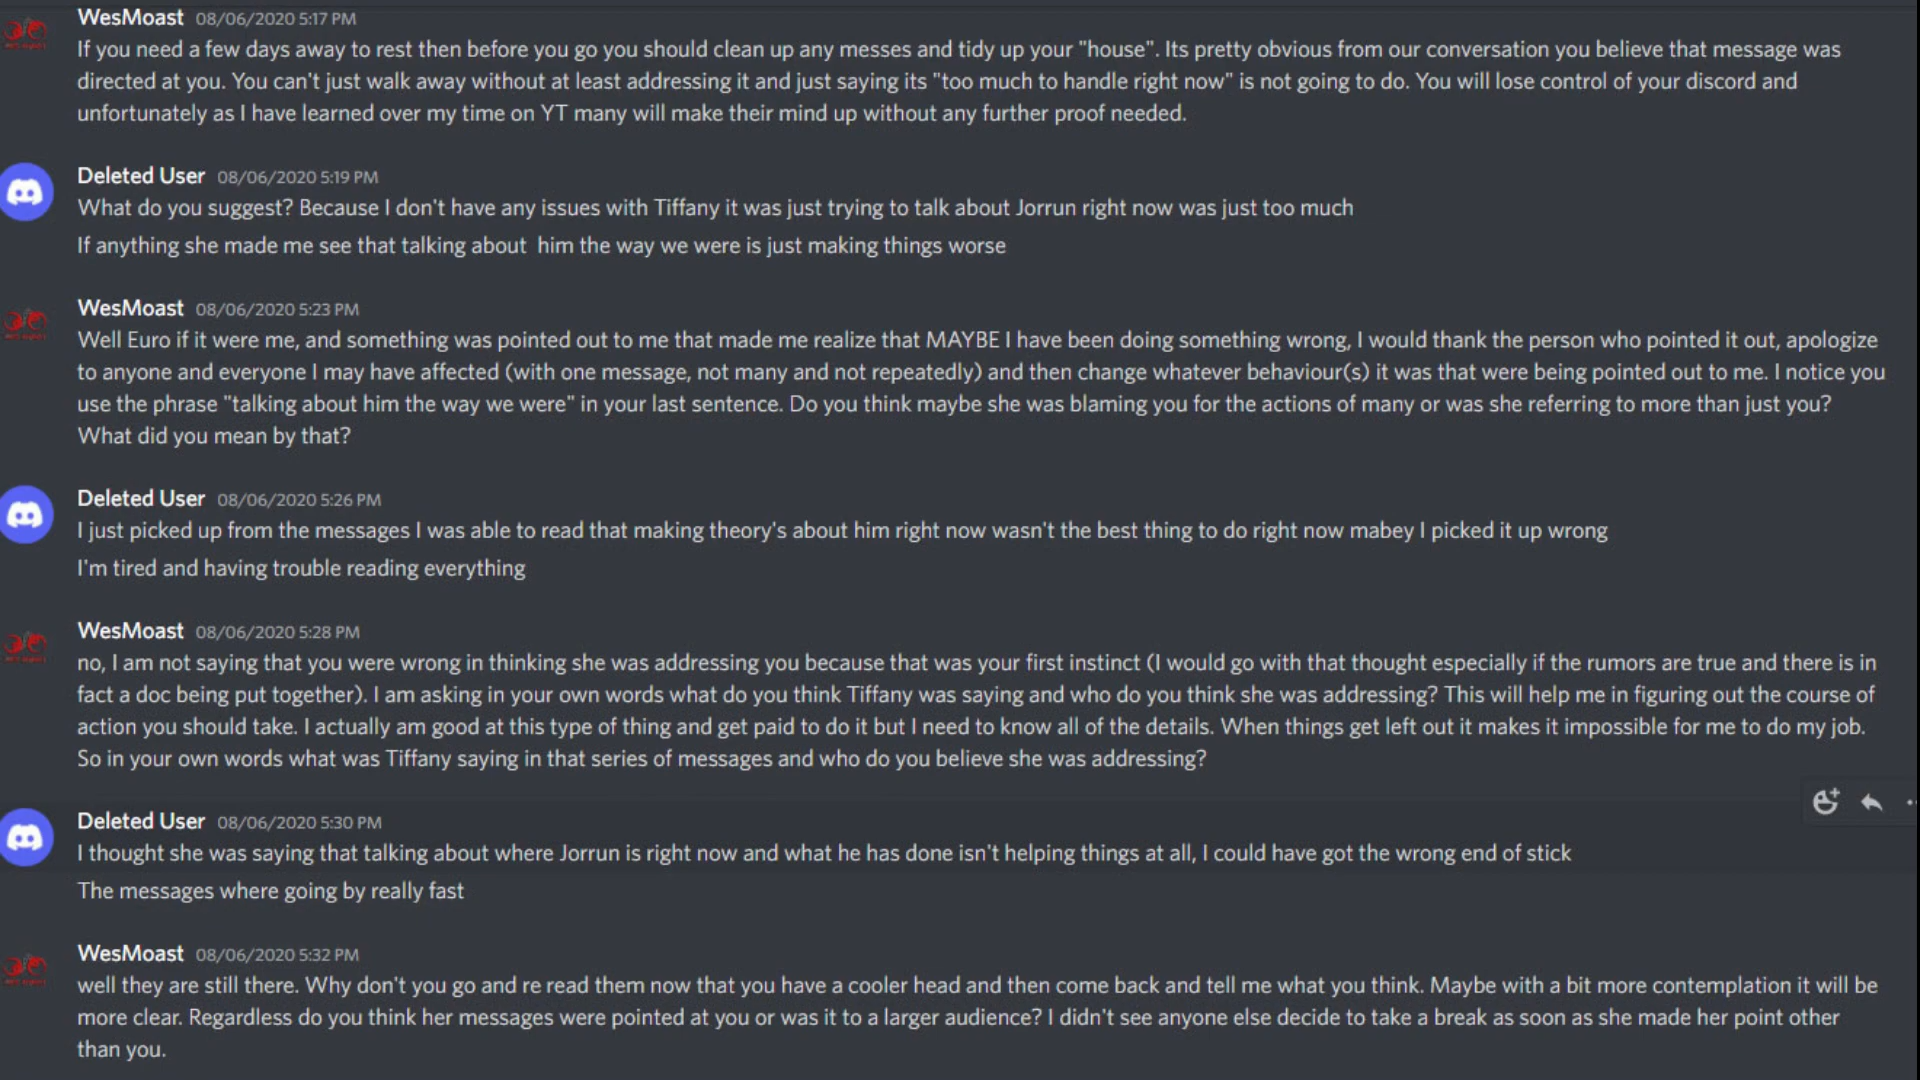 WesMoast 08/06/2020 5:17 PM
If you need a few days away to rest then before you go you should clean up any messes and tidy up your "house". Its pretty obvious from our conversation you believe that message was
directed at you. You can't just walk away without at least addressing it and just saying its "too much to handle right now" is not going to do. You will lose control of your discord and
unfortunately as I have learned over my time on YT many will make their mind up without any further proof needed.
Deleted User 08/06/2020 5:19 PM
What do you suggest? Because I don't have any issues with Tiffany it was just trying to talk about Jorrun right now was just too much
If anything she made me see that talking about him the way we were is just making things worse
WesMoast 08/06/2020 5:23 PM
Well Euro if it were me, and something was pointed out to me that made me realize that MAYBE I have been doing something wrong, I would thank the person who pointed it out, apologize
to anyone and everyone I may have affected (with one message, not many and not repeatedly) and then change whatever behaviour(s) it was that were being pointed out to me. I notice you
use the phrase "talking about him the way we were" in your last sentence. Do you think maybe she was blaming you for the actions of many or was she referring to more than just you?
What did you mean by that?
Deleted User 08/06/2020 5:26 PM
I just picked up from the messages I was able to read that making theory's about him right now wasn't the best thing to do right now mabey I picked it up wrong
I'm tired and having trouble reading everything
WesMoast 08/06/2020 5:28 PM
no, I am not saying that you were wrong in thinking she was addressing you because that was your first instinct (I would go with that thought especially if the rumors are true and there is in
fact a doc being put together). I am asking in your own words what do you think Tiffany was saying and who do you think she was addressing? This will help me in figuring out the course of
action you should take. I actually am good at this type of thing and get paid to do it but I need to know all of the details. When things get left out it makes it impossible for me to do my job.
So in your own words what was Tiffany saying in that series of messages and who do you believe she was addressing?
Deleted User 08/06/2020 5:30 PM
I thought she was saying that talking about where Jorrun is right now and what he has done isn't helping things at all, I could have got the wrong end of stick
The messages where going by really fast
WesMoast 08/06/2020 5:32 PM
well they are still there. Why don't you go and re read them now that you have a cooler head and then come back and tell me what you think. Maybe with a bit more contemplation it will be
more clear. Regardless do you think her messages were pointed at you or was it to a larger audience? I didn't see anyone else decide to take a break as soon as she made her point other
than you.